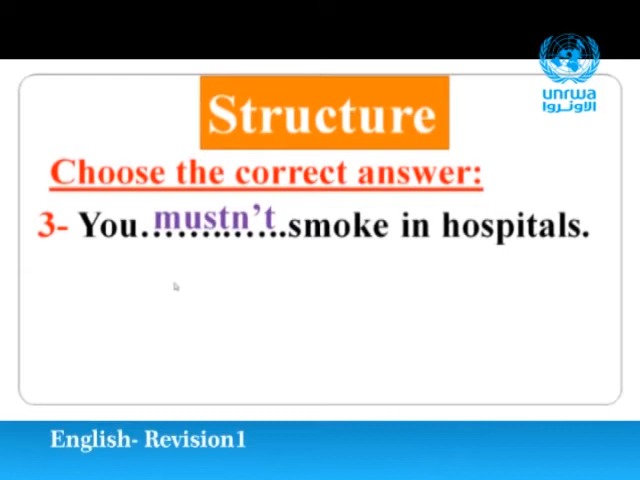 unrwa
الاونروا
Structure
Choose the correct answer:
3- You……mustn’t……smoke in hospitals.
English- Revision1